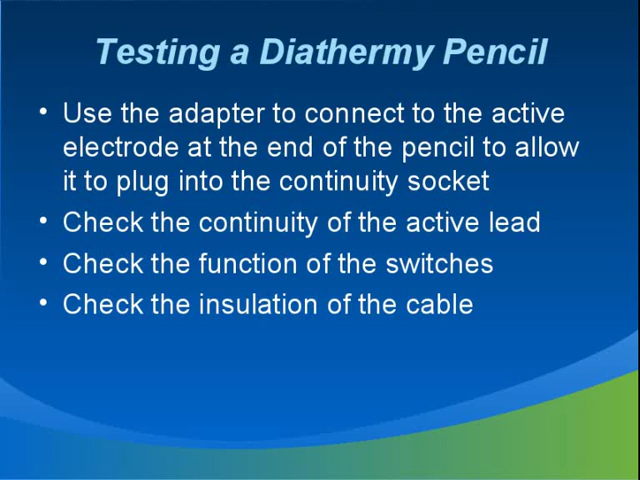 Testing a Diathermy Pencil
• Use the adapter to connect to the active
electrode at the end of the pencil to allow
it to plug into the continuity socket
• Check the continuity of the active lead
• Check the function of the switches
• Check the insulation of the cable